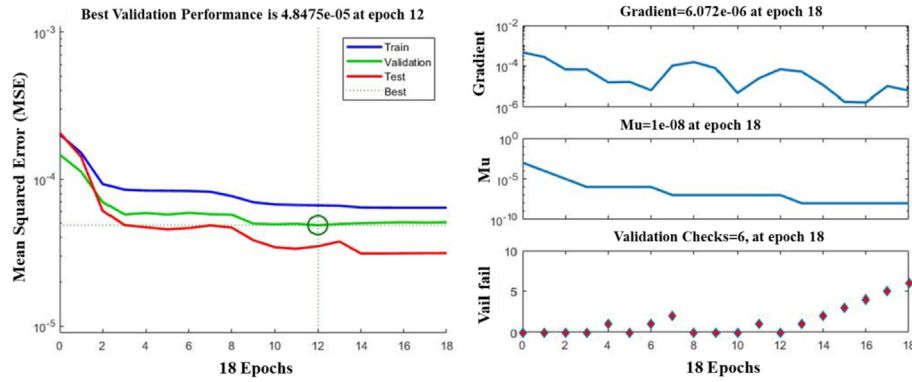 Best Validation Performance is 4.8475e-05 at epoch 12
Mean Squared Error (MSE)
10-3
10-4
10-5
Train
Validation
Test
Best
0 2 4 6 8 10 12 14 16 18
18 Epochs
Gradient=6.072e-06 at epoch 18
Gradient
10-2
10-4
10-6
Mu=1e-08 at epoch 18
Mu
100
10-5
10-10
Validation Checks=6, at epoch 18
Vail fail
10
5
0
0 2 4 6 8 10 12 14 16 18
18 Epochs